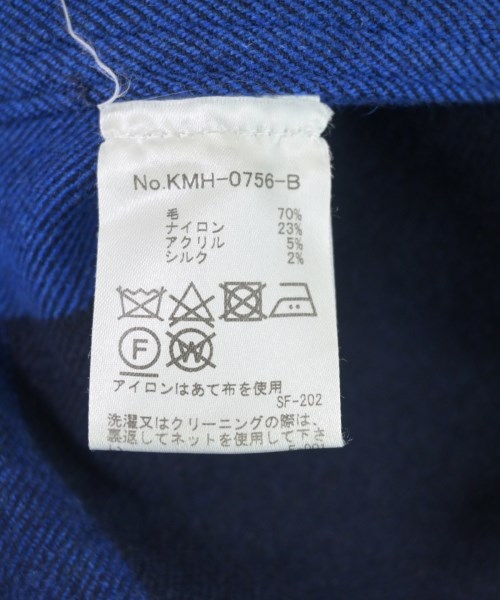 No.KMH-0756-B
毛 70%
ナイロン 23%
アクリル 5%
シルク 2%
F W
アイロンはあて布を使用
SF-202
洗濯又はクリーニングの際は、
裏返してネットを使用して下さ